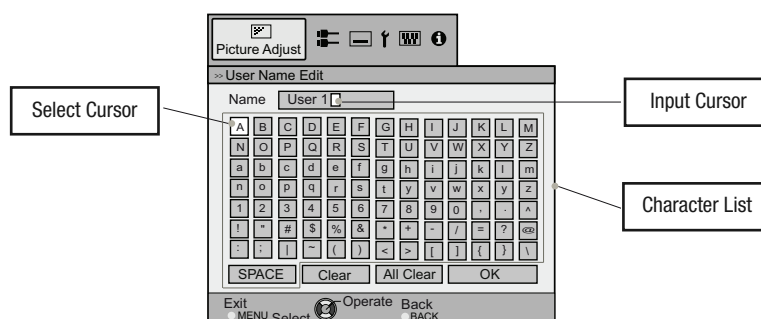 Picture Adjust
>> User Name Edit
Name User 1
Select Cursor
Input Cursor
Character List
A B C D E F G H I J K L M
N O P Q R S T U V W X Y Z
a b c d e f g h i j k l m
n o p q r s t y v w x y z
1 2 3 4 5 6 7 8 9 0 , . ^
! " # $ % & * + - / = ? @
: ; | ~ ( ) < > [ ] { } \
SPACE Clear All Clear OK
Exit Operate Back
MENU Select BACK